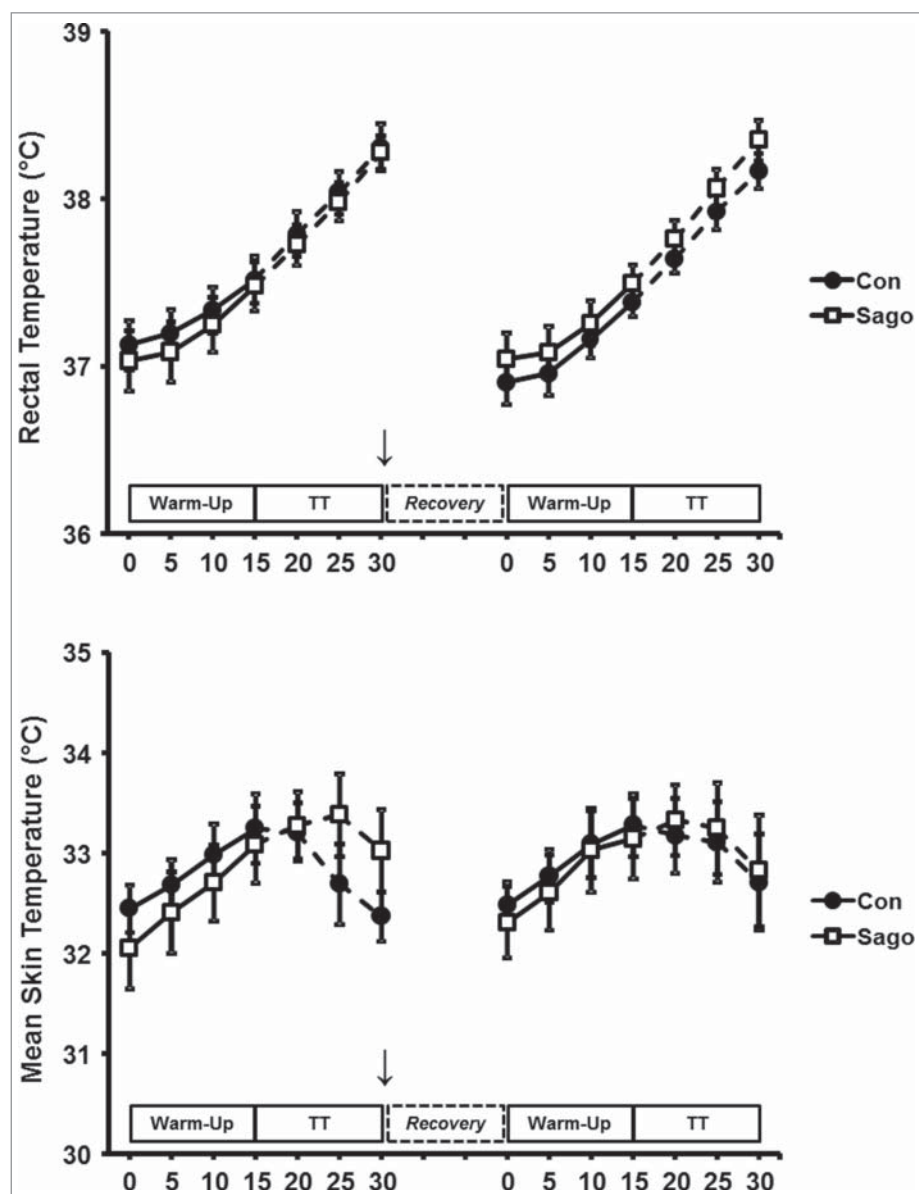 39
38
37
36
Rectal Temperature (°C)
Con
Sago
↓
Warm-Up TT Recovery Warm-Up TT
0 5 10 15 20 25 30 0 5 10 15 20 25 30
35
34
33
32
31
30
Mean Skin Temperature (°C)
Con
Sago
↓
Warm-Up TT Recovery Warm-Up TT
0 5 10 15 20 25 30 0 5 10 15 20 25 30